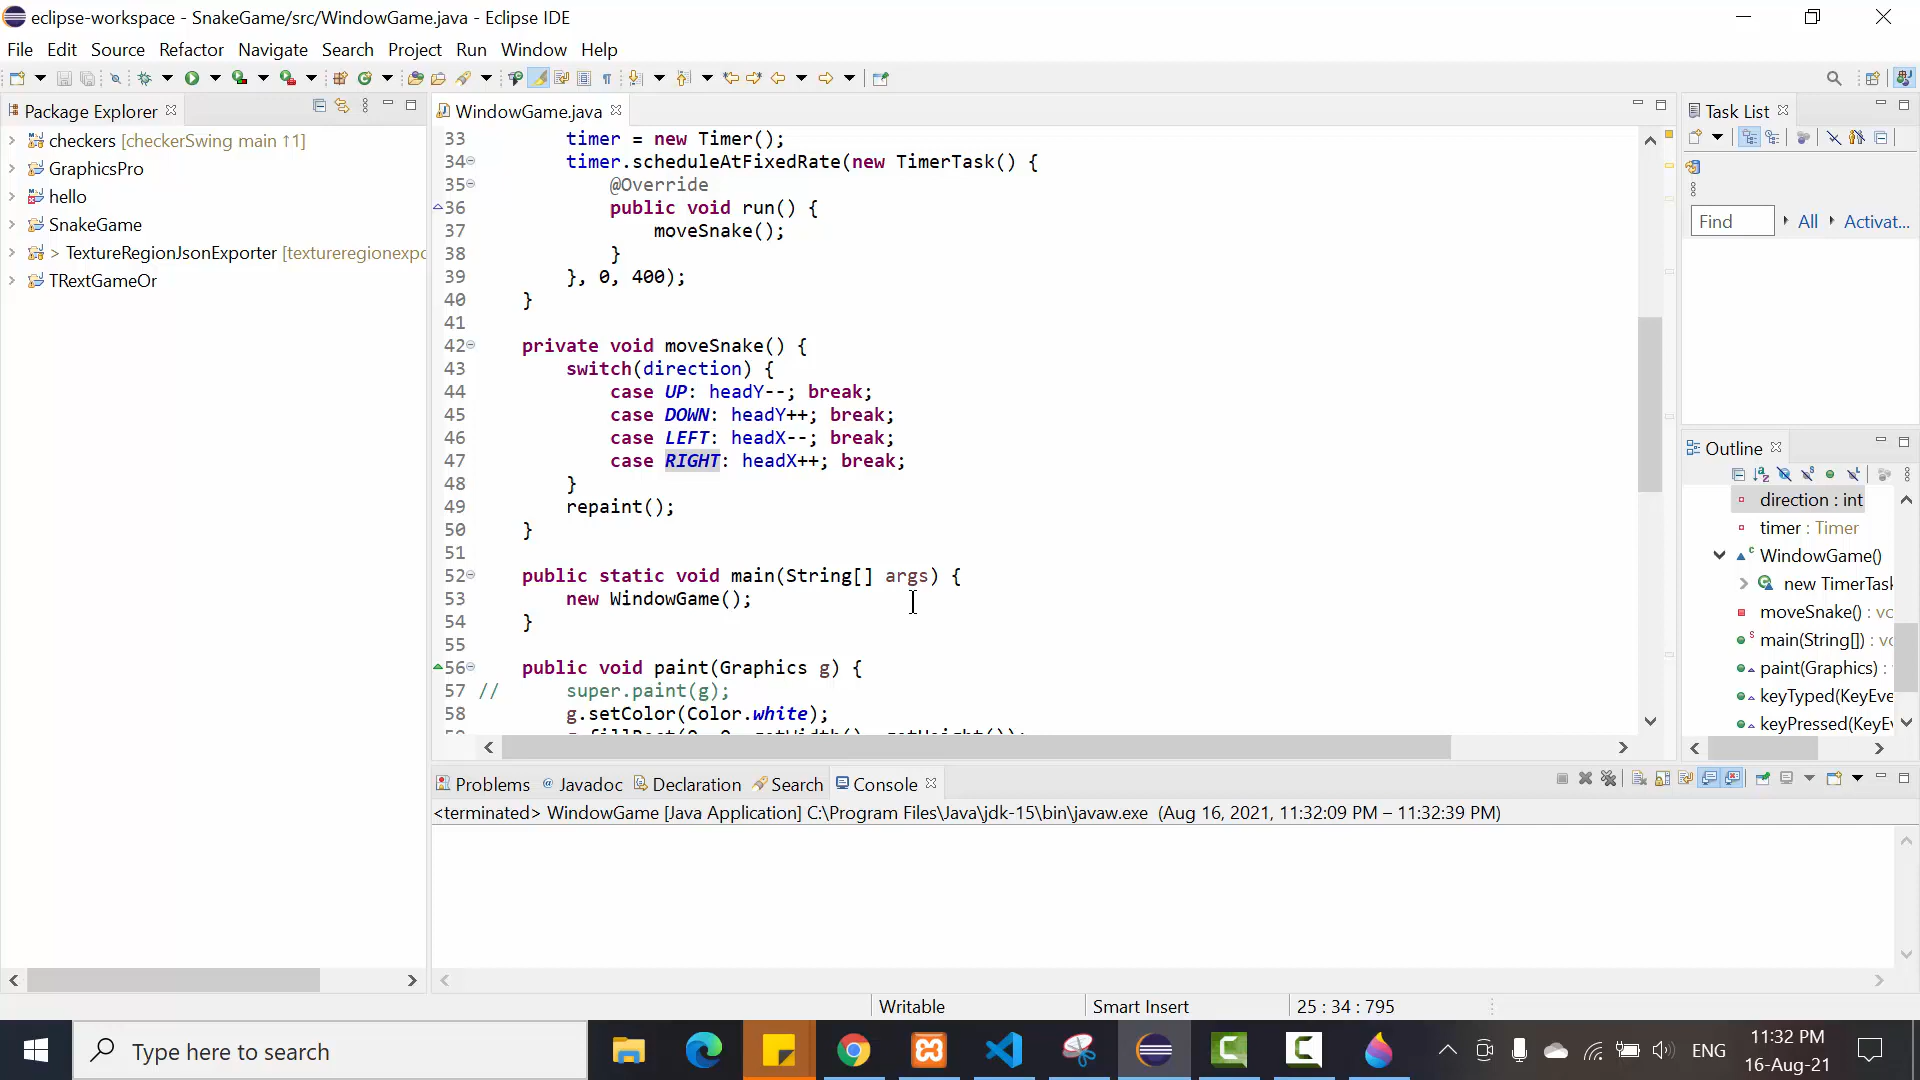 eclipse-workspace - SnakeGame/src/WindowGame.java - Eclipse IDE
File Edit Source Refactor Navigate Search Project Run Window Help
Package Explorer
checkers [checkerSwing main ↑1]
GraphicsPro
hello
SnakeGame
> TextureRegionJsonExporter [textureregionexpo
TRextGameOr
WindowGame.java
33 timer = new Timer();
34 timer.scheduleAtFixedRate(new TimerTask() {
35 @Override
36 public void run() {
37 moveSnake();
38 }
39 }, 0, 400);
40 }
41
42 private void moveSnake() {
43 switch(direction) {
44 case UP: headY--; break;
45 case DOWN: headY++; break;
46 case LEFT: headX--; break;
47 case RIGHT: headX++; break;
48 }
49 repaint();
50 }
51
52 public static void main(String[] args) {
53 new WindowGame();
54 }
55
56 public void paint(Graphics g) {
57 // super.paint(g);
58 g.setColor(Color.white);
Task List
Find All Activat...
Outline
direction : int
timer : Timer
WindowGame()
new TimerTask
moveSnake() : vo
main(String[]) : vo
paint(Graphics) :
keyTyped(KeyEve
keyPressed(KeyEv
Problems Javadoc Declaration Search Console
<terminated> WindowGame [Java Application] C:\Program Files\Java\jdk-15\bin\javaw.exe (Aug 16, 2021, 11:32:09 PM – 11:32:39 PM)
Writable Smart Insert 25 : 34 : 795
Type here to search
ENG
11:32 PM
16-Aug-21